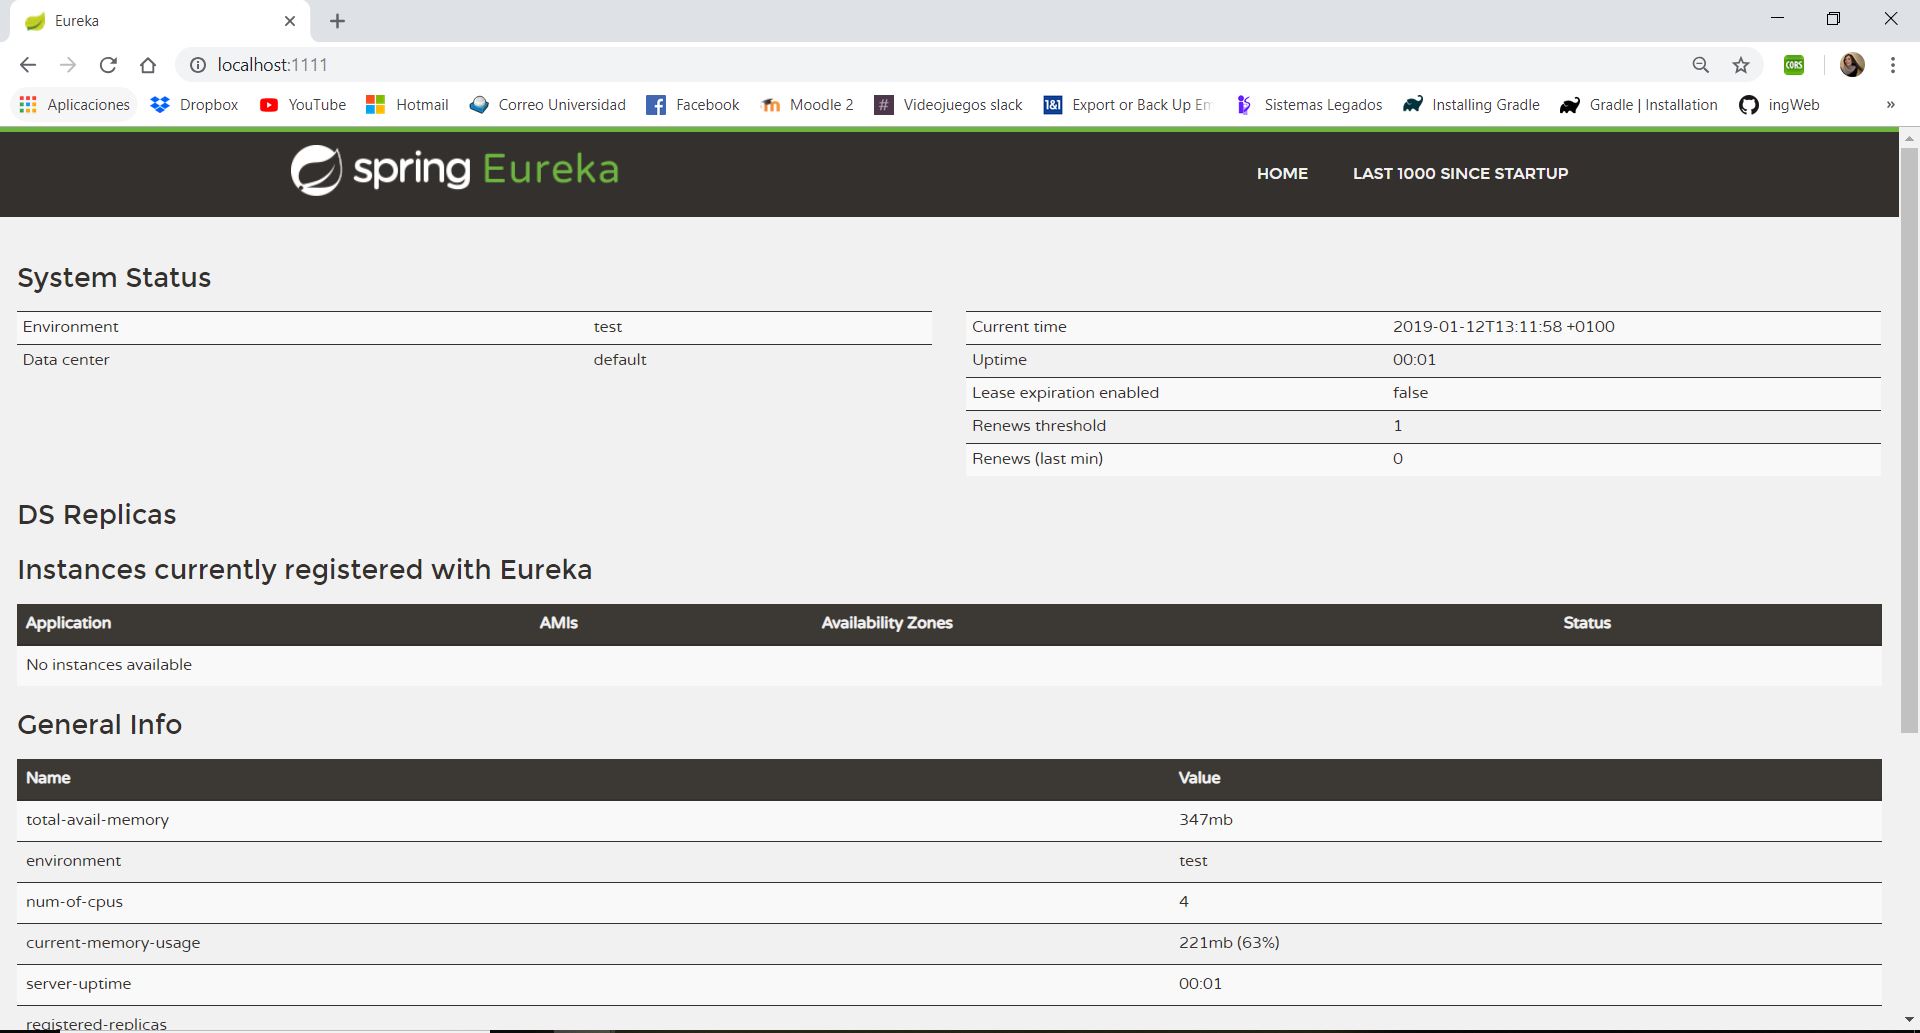 Eureka
localhost:1111
CORS
Aplicaciones Dropbox YouTube Hotmail Correo Universidad Facebook Moodle 2 # Videojuegos slack 1&1 Export or Back Up Em Sistemas Legados Installing Gradle Gradle | Installation ingWeb »
spring Eureka
HOME LAST 1000 SINCE STARTUP
System Status
Environment test
Data center default
Current time 2019-01-12T13:11:58 +0100
Uptime 00:01
Lease expiration enabled false
Renews threshold 1
Renews (last min) 0
DS Replicas
Instances currently registered with Eureka
Application AMIs Availability Zones Status
No instances available
General Info
Name Value
total-avail-memory 347mb
environment test
num-of-cpus 4
current-memory-usage 221mb (63%)
server-uptime 00:01
registered-replicas